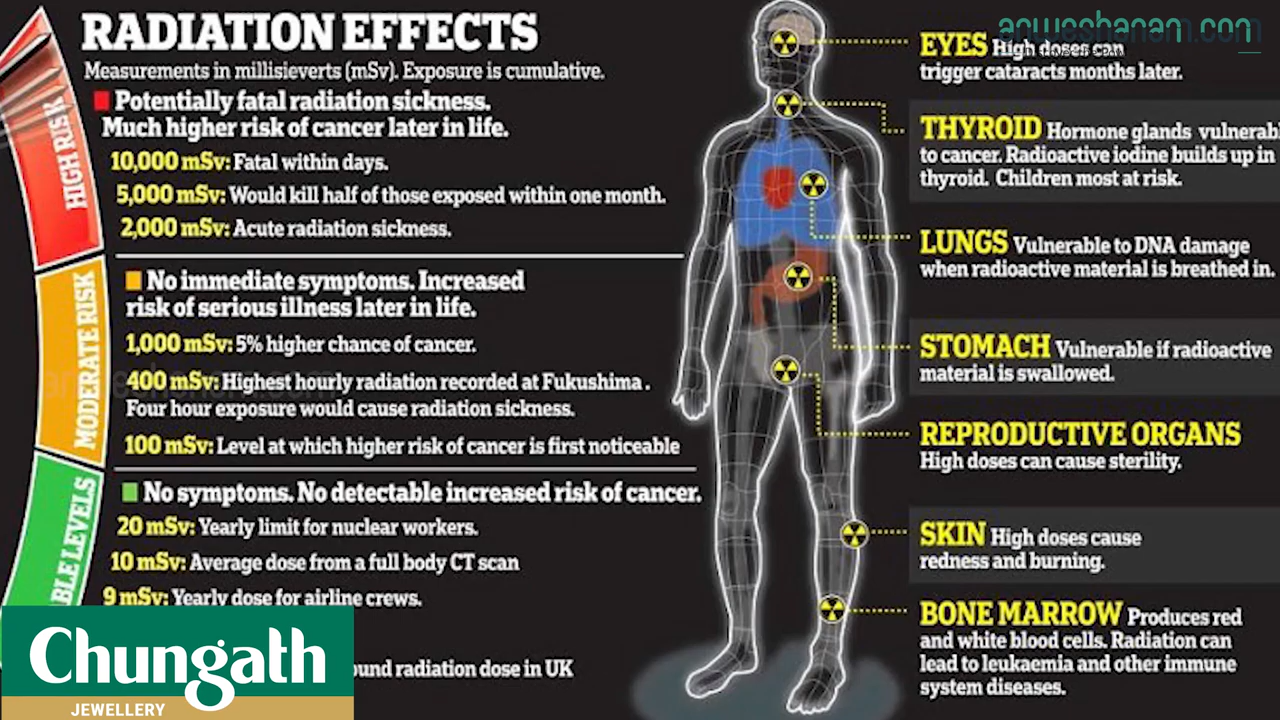 RADIATION EFFECTS
Measurements in millisieverts (mSv). Exposure is cumulative.
HIGH RISK
Potentially fatal radiation sickness.
Much higher risk of cancer later in life.
10,000 mSv: Fatal within days.
5,000 mSv: Would kill half of those exposed within one month.
2,000 mSv: Acute radiation sickness.
MODERATE RISK
No immediate symptoms. Increased
risk of serious illness later in life.
1,000 mSv: 5% higher chance of cancer.
400 mSv: Highest hourly radiation recorded at Fukushima.
Four hour exposure would cause radiation sickness.
100 mSv: Level at which higher risk of cancer is first noticeable
LEVELS
No symptoms. No detectable increased risk of cancer.
20 mSv: Yearly limit for nuclear workers.
10 mSv: Average dose from a full body CT scan
9 mSv: Yearly dose for airline crews.
radiation dose in UK
Chungath
JEWELLERY
anweshanam.com
EYES High doses can
trigger cataracts months later.
THYROID Hormone glands vulnerabl
to cancer. Radioactive iodine builds up in
thyroid. Children most at risk.
LUNGS Vulnerable to DNA damage
when radioactive material is breathed in.
STOMACH Vulnerable if radioactive
material is swallowed.
REPRODUCTIVE ORGANS
High doses can cause sterility.
SKIN High doses cause
redness and burning.
BONE MARROW Produces red
and white blood cells. Radiation can
lead to leukaemia and other immune
system diseases.